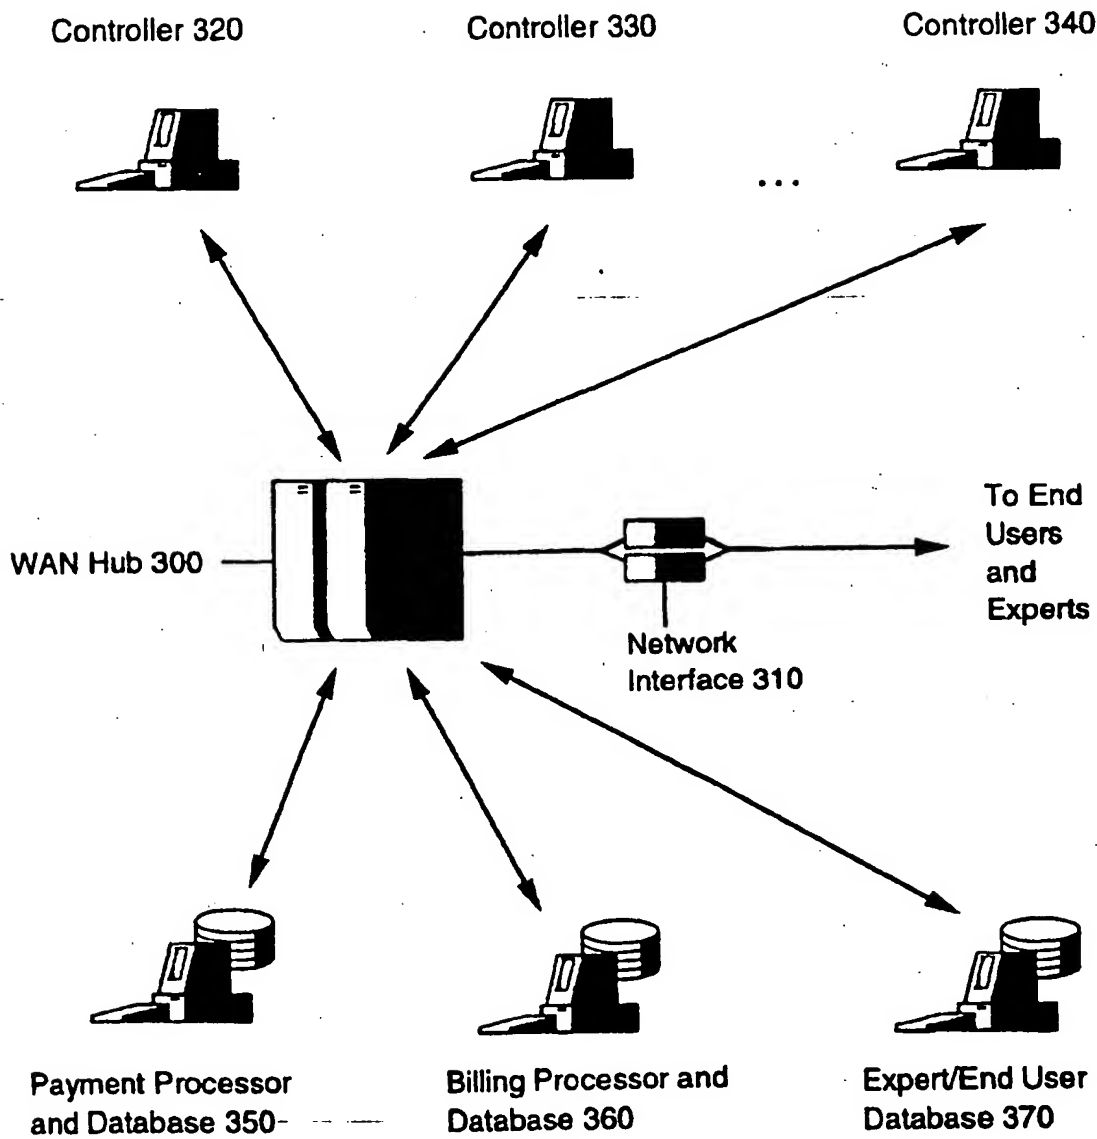 Controller 320
Controller 330
Controller 340
...
To End
Users
and
Experts
WAN Hub 300
Network
Interface 310
Payment Processor
and Database 350
Billing Processor and
Database 360
Expert/End User
Database 370